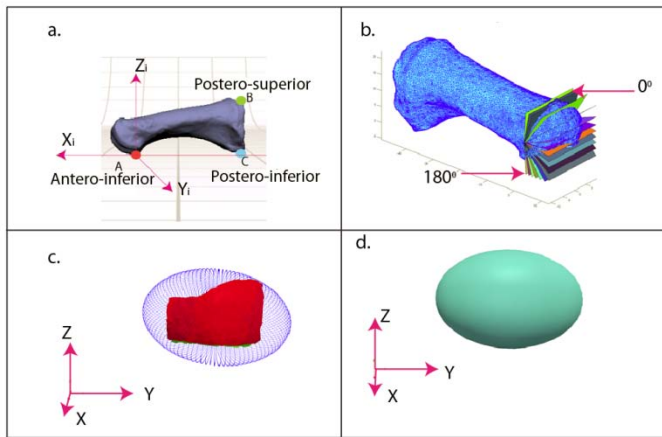 a.
Zi
Postero-superior
B
Xi
A
C
Antero-inferior
Postero-inferior
Yi
b.
0°
180°
c.
Z
Y
X
d.
Z
Y
X